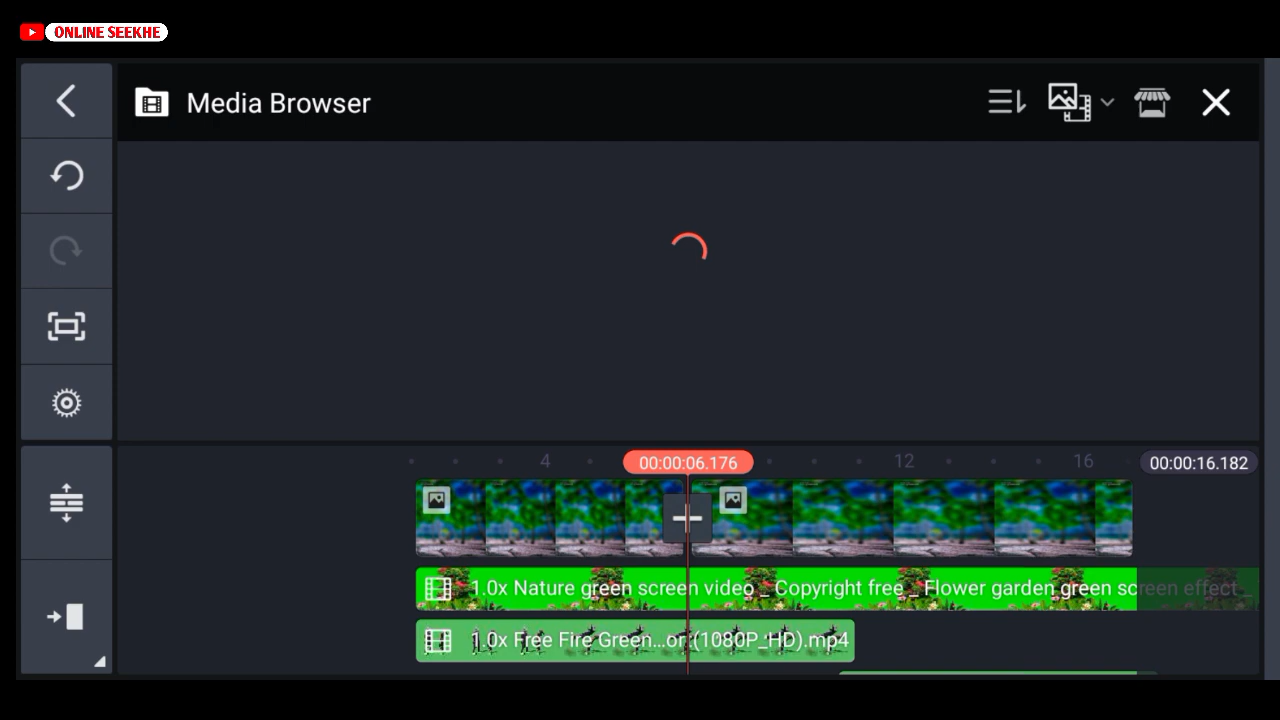 ONLINE SEEKHE
Media Browser
4
00:00:06.176
12
16
00:00:16.182
1.0x Nature green screen video _ Copyright free _ Flower garden green screen effect _
1.0x Free Fire Green...or (1080P_HD).mp4